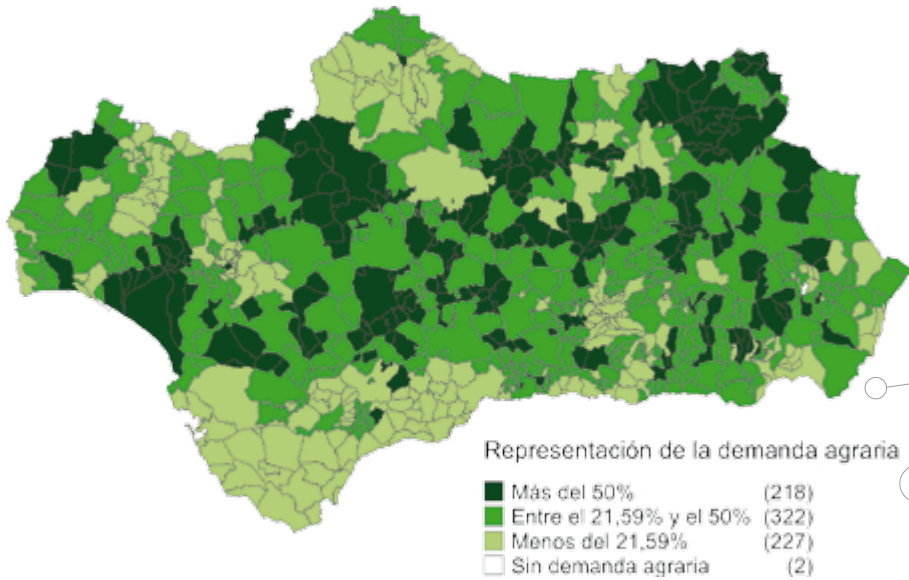 Representación de la demanda agraria
Más del 50% (218)
Entre el 21,59% y el 50% (322)
Menos del 21,59% (227)
Sin demanda agraria (2)